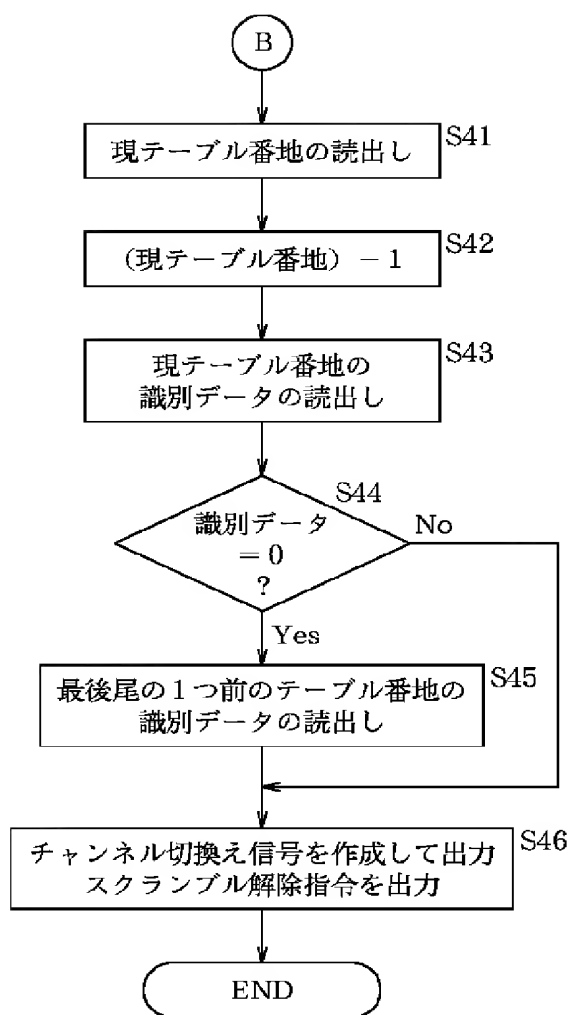 B
現テーブル番地の読出し
S41
(現テーブル番地) − 1
S42
現テーブル番地の
識別データの読出し
S43
S44
識別データ
= 0
?
No
Yes
最後尾の1つ前のテーブル番地の
識別データの読出し
S45
チャンネル切換え信号を作成して出力
スクランブル解除指令を出力
S46
END